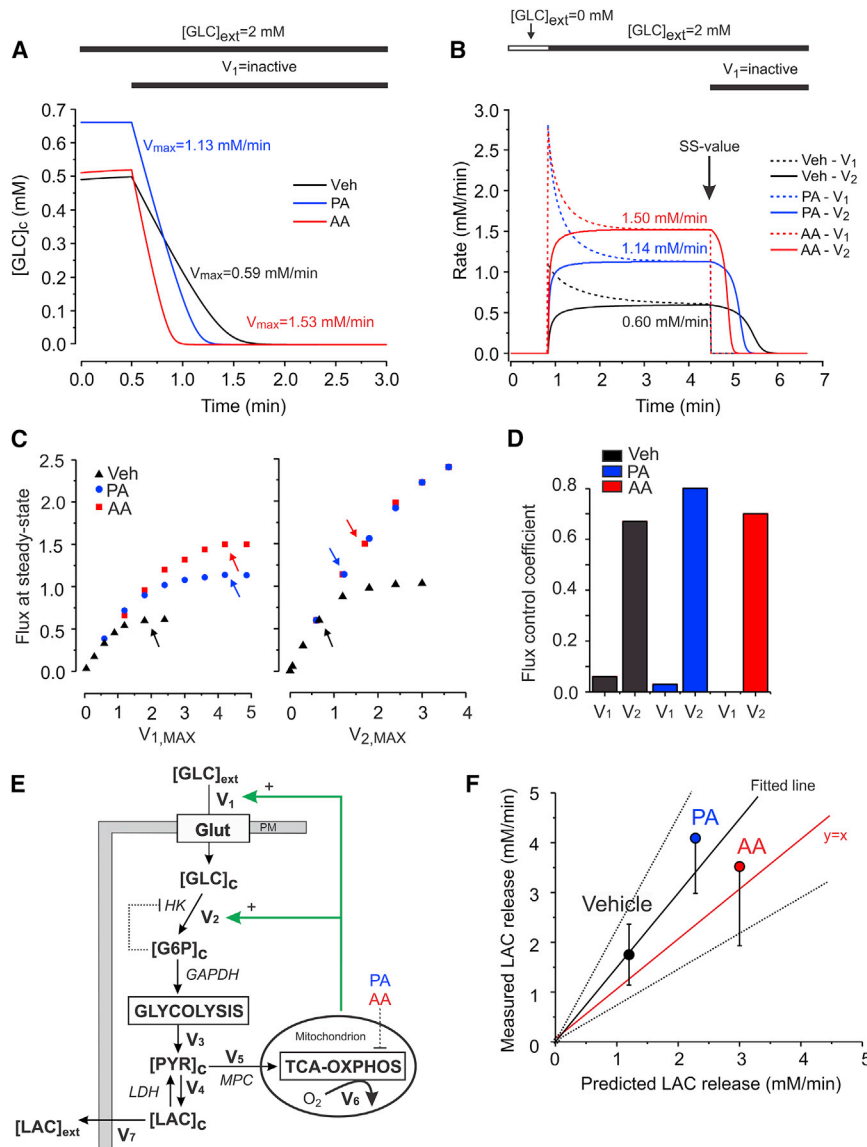 A
[GLC]ext=2 mM
V1=inactive
[GLC]c (mM)
0.7
0.6
0.5
0.4
0.3
0.2
0.1
0.0
Vmax=1.13 mM/min
Veh
PA
AA
Vmax=0.59 mM/min
Vmax=1.53 mM/min
0.0 0.5 1.0 1.5 2.0 2.5 3.0
Time (min)
B
[GLC]ext=0 mM
[GLC]ext=2 mM
V1=inactive
Rate (mM/min)
3.0
2.5
2.0
1.5
1.0
0.5
0.0
SS-value
1.50 mM/min
1.14 mM/min
0.60 mM/min
Veh - V1
Veh - V2
PA - V1
PA - V2
AA - V1
AA - V2
0 1 2 3 4 5 6 7
Time (min)
C
Flux at steady-state
2.5
2.0
1.5
1.0
0.5
0.0
Veh
PA
AA
0 1 2 3 4 5
V1,MAX
0 1 2 3 4
V2,MAX
D
Veh
PA
AA
Flux control coefficient
0.8
0.4
0.0
V1 V2 V1 V2 V1 V2
E
[GLC]ext
V1
+
Glut
PM
[GLC]c
HK
V2
+
[G6P]c
GAPDH
GLYCOLYSIS
V3
[PYR]c
V5
MPC
LDH
V4
[LAC]c
[LAC]ext
V7
PA
AA
Mitochondrion
TCA-OXPHOS
O2
V6
F
Measured LAC release (mM/min)
5
4
3
2
1
0
Fitted line
PA
AA
y=x
Vehicle
0 1 2 3 4 5
Predicted LAC release (mM/min)